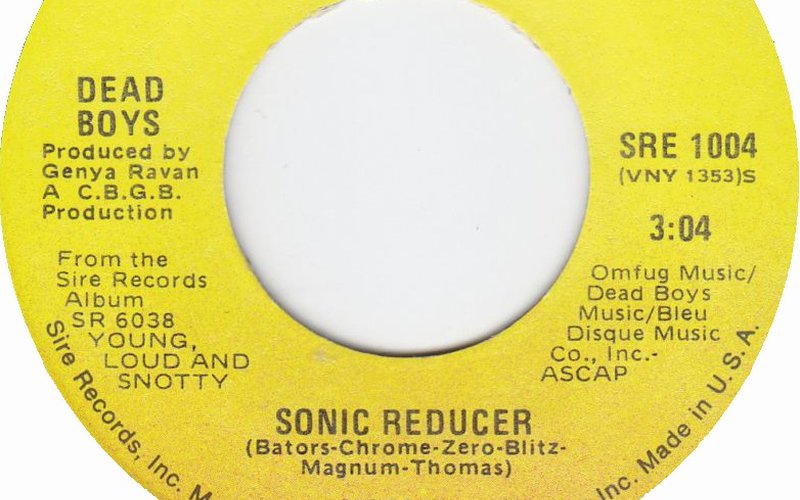 DEAD
BOYS
Produced by
Genya Ravan
A C.B.G.B.
Production
From the
Sire Records
Album
SR 6038
YOUNG,
LOUD AND
SNOTTY
SRE 1004
(VNY 1353)S
3:04
Omfug Music/
Dead Boys
Music/Bleu
Disque Music
Co., Inc.-
ASCAP
SONIC REDUCER
(Bators-Chrome-Zero-Blitz-
Magnum-Thomas)
Sire Records, Inc. M
Inc. Made in U.S.A.